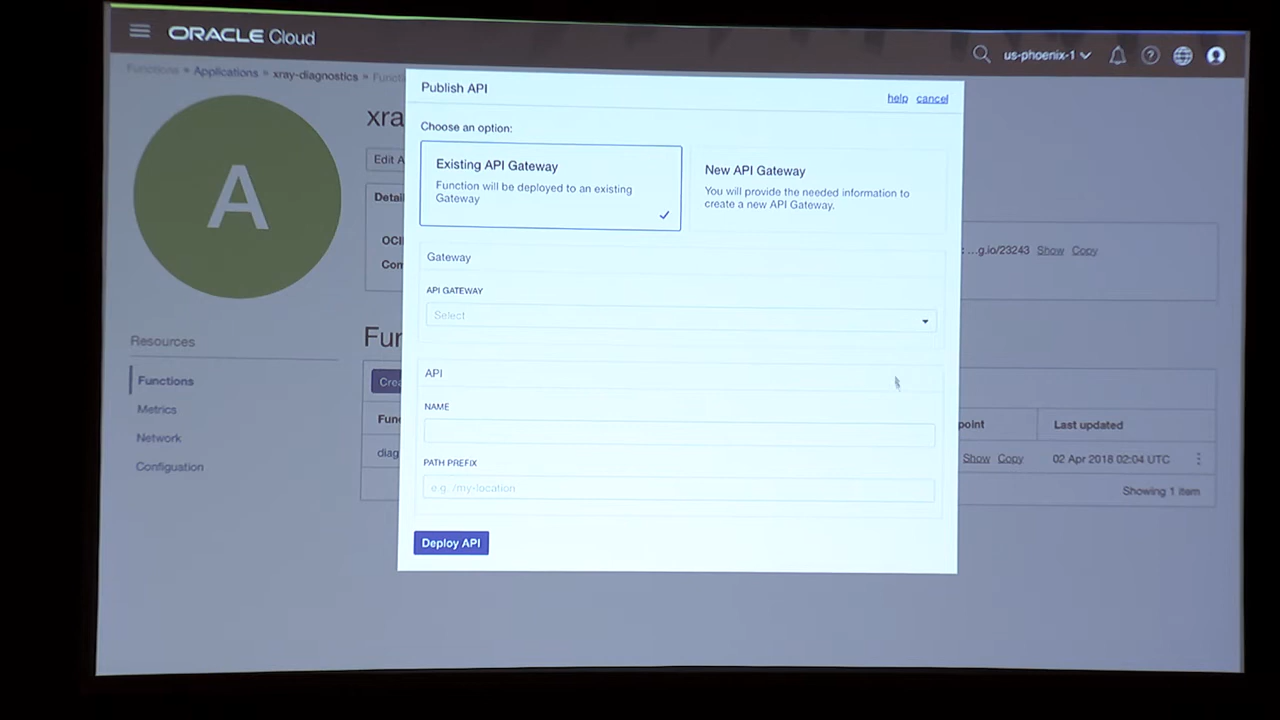 ORACLE Cloud
us-phoenix-1
Functions » Applications » xray-diagnostics » Functi
A
xra
Edit A
Detail
OCI
Com
: ...g.io/23243 Show Copy
Publish API
help cancel
Choose an option:
Existing API Gateway
Function will be deployed to an existing
Gateway
New API Gateway
You will provide the needed information to
create a new API Gateway.
Gateway
API GATEWAY
Select
API
NAME
PATH PREFIX
e.g. /my-location
Deploy API
Resources
Functions
Metrics
Network
Configuation
Fun
Crea
Func
point
Last updated
diag
Show Copy
02 Apr 2018 02:04 UTC
Showing 1 item